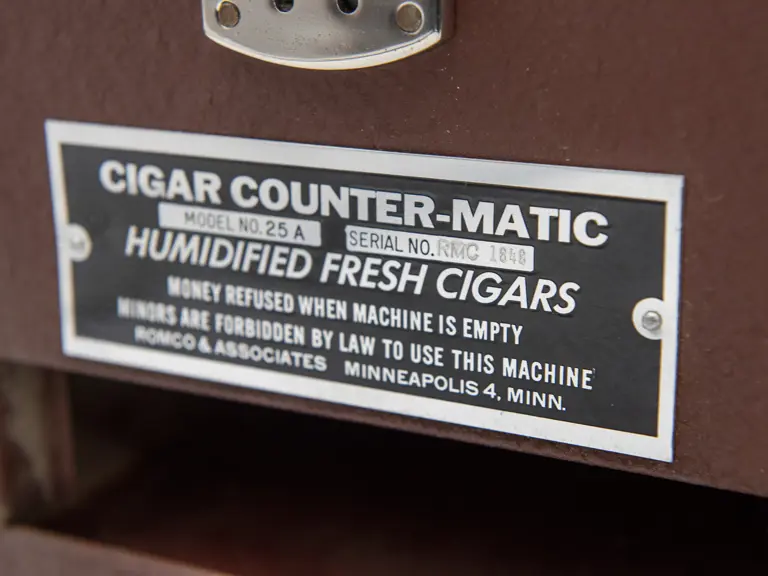 CIGAR COUNTER-MATIC
MODEL NO. 25 A SERIAL NO. RMC 1848
HUMIDIFIED FRESH CIGARS
MONEY REFUSED WHEN MACHINE IS EMPTY
MINORS ARE FORBIDDEN BY LAW TO USE THIS MACHINE
ROMCO & ASSOCIATES MINNEAPOLIS 4, MINN.